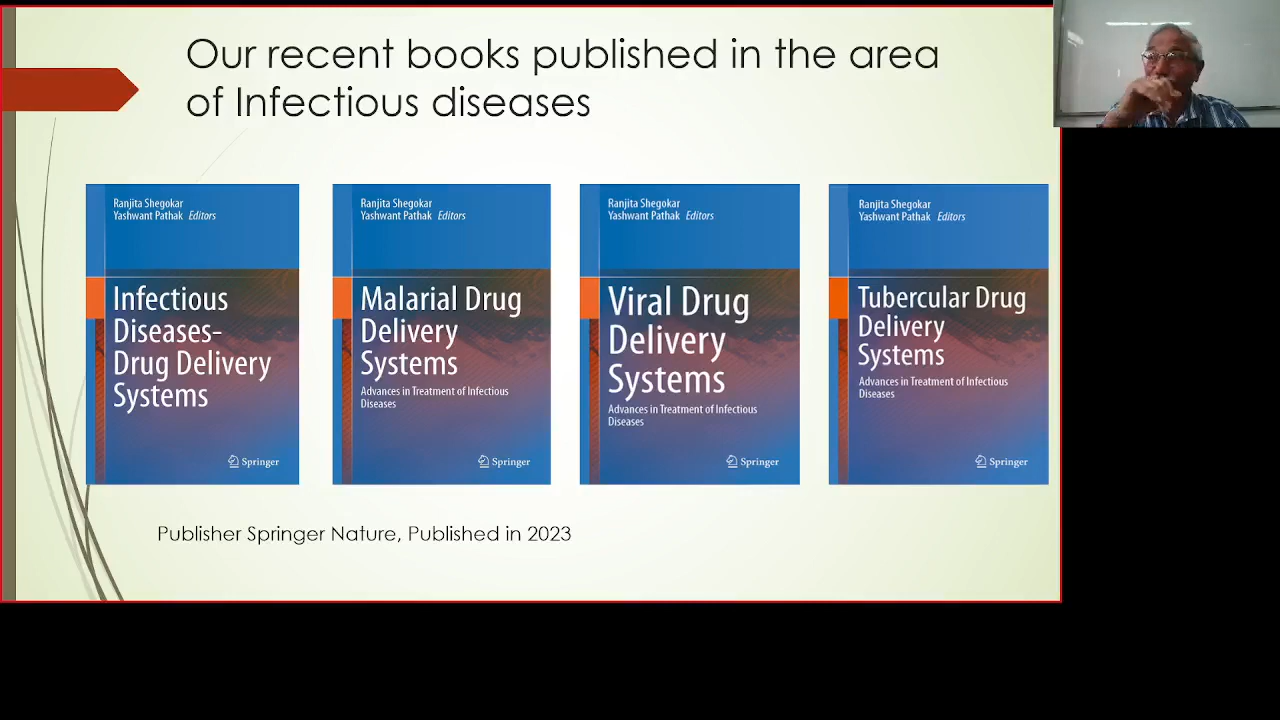 Our recent books published in the area
of Infectious diseases
Ranjita Shegokar
Yashwant Pathak Editors
Infectious
Diseases-
Drug Delivery
Systems
Springer
Ranjita Shegokar
Yashwant Pathak Editors
Malarial Drug
Delivery
Systems
Advances in Treatment of Infectious
Diseases
Springer
Ranjita Shegokar
Yashwant Pathak Editors
Viral Drug
Delivery
Systems
Advances in Treatment of Infectious
Diseases
Springer
Ranjita Shegokar
Yashwant Pathak Editors
Tubercular Drug
Delivery
Systems
Advances in Treatment of Infectious
Diseases
Springer
Publisher Springer Nature, Published in 2023